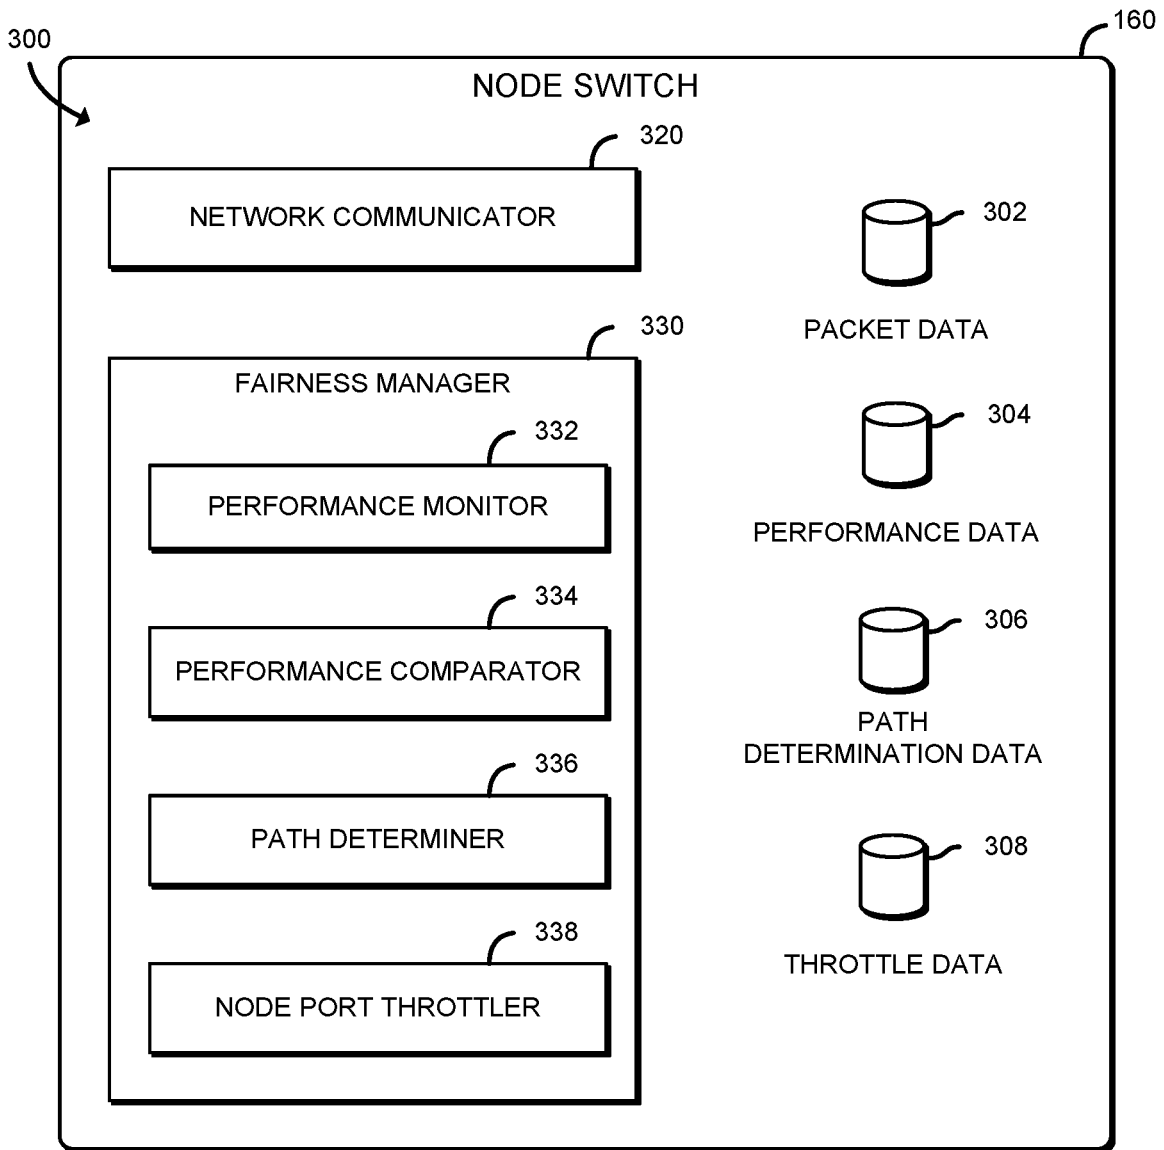 300
160
NODE SWITCH
320
NETWORK COMMUNICATOR
330
FAIRNESS MANAGER
332
PERFORMANCE MONITOR
334
PERFORMANCE COMPARATOR
336
PATH DETERMINER
338
NODE PORT THROTTLER
302
PACKET DATA
304
PERFORMANCE DATA
306
PATH
DETERMINATION DATA
308
THROTTLE DATA